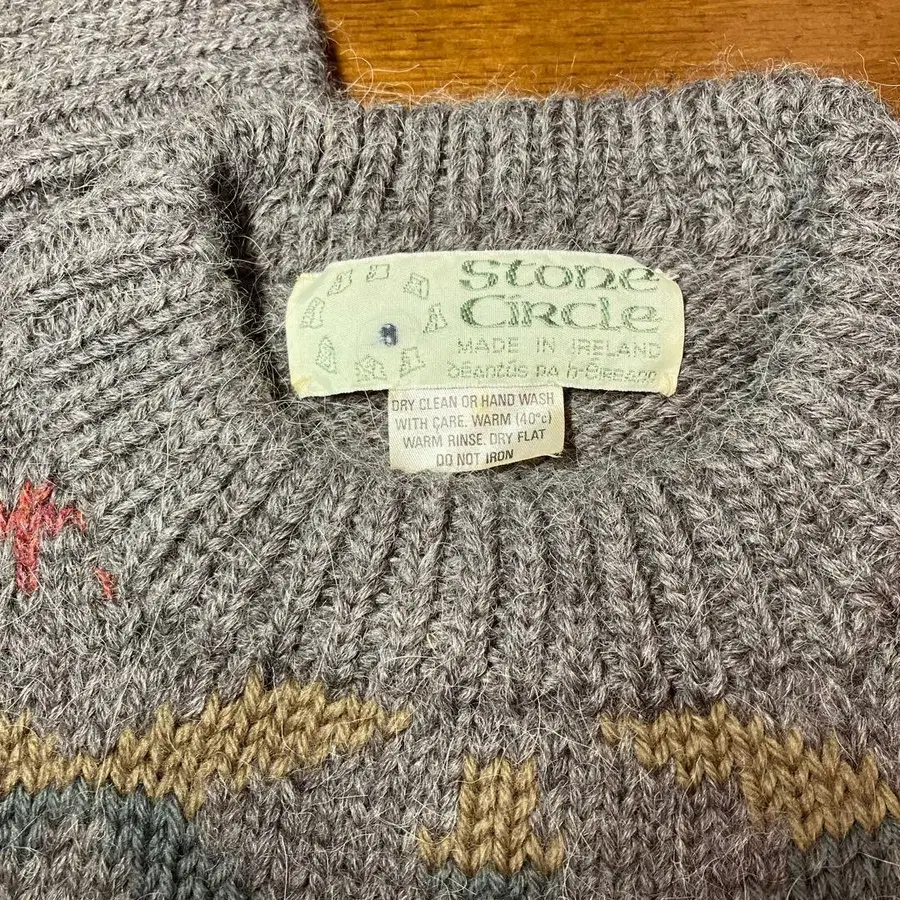 Stone
Circle
MADE IN IRELAND
DÉANTÚS NA h-ÉIREANN
DRY CLEAN OR HAND WASH
WITH CARE. WARM (40°c)
WARM RINSE. DRY FLAT
DO NOT IRON